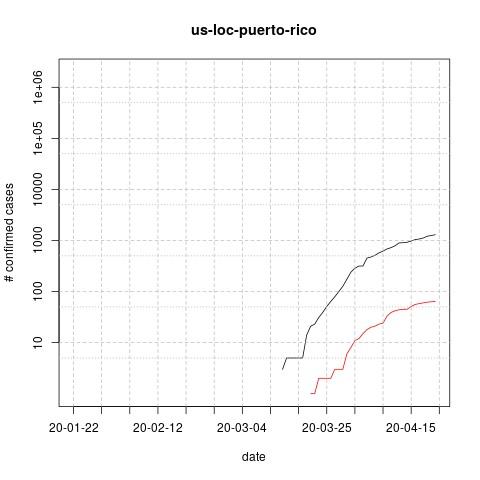 us-loc-puerto-rico
# confirmed cases
1e+06
1e+05
10000
1000
100
10
20-01-22 20-02-12 20-03-04 20-03-25 20-04-15
date